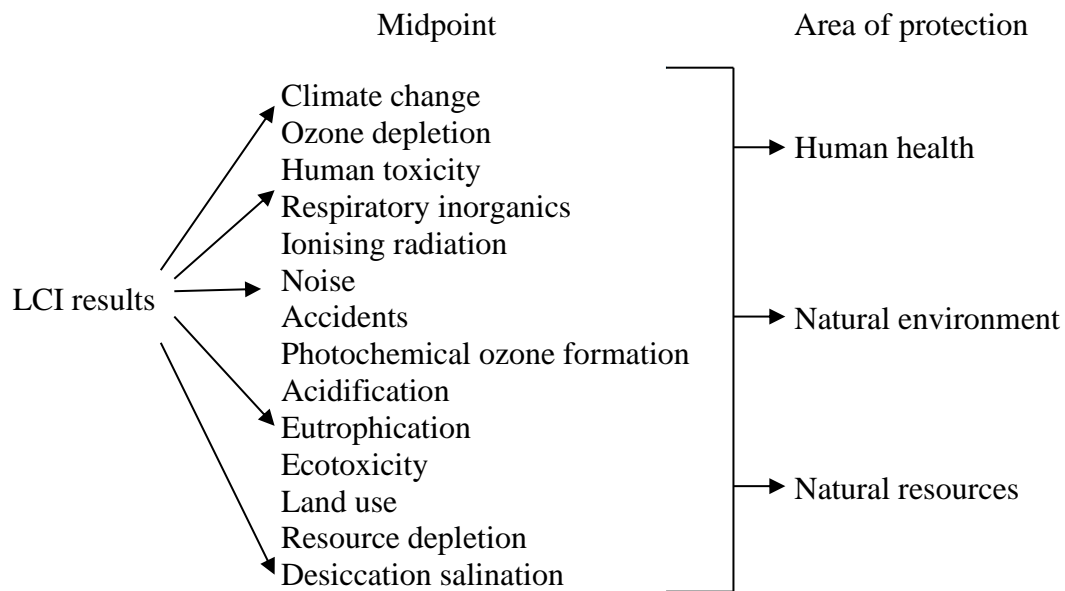 Midpoint
Area of protection
Climate change
Ozone depletion
Human toxicity
Respiratory inorganics
Ionising radiation
Noise
Accidents
Photochemical ozone formation
Acidification
Eutrophication
Ecotoxicity
Land use
Resource depletion
Desiccation salination
LCI results
Human health
Natural environment
Natural resources